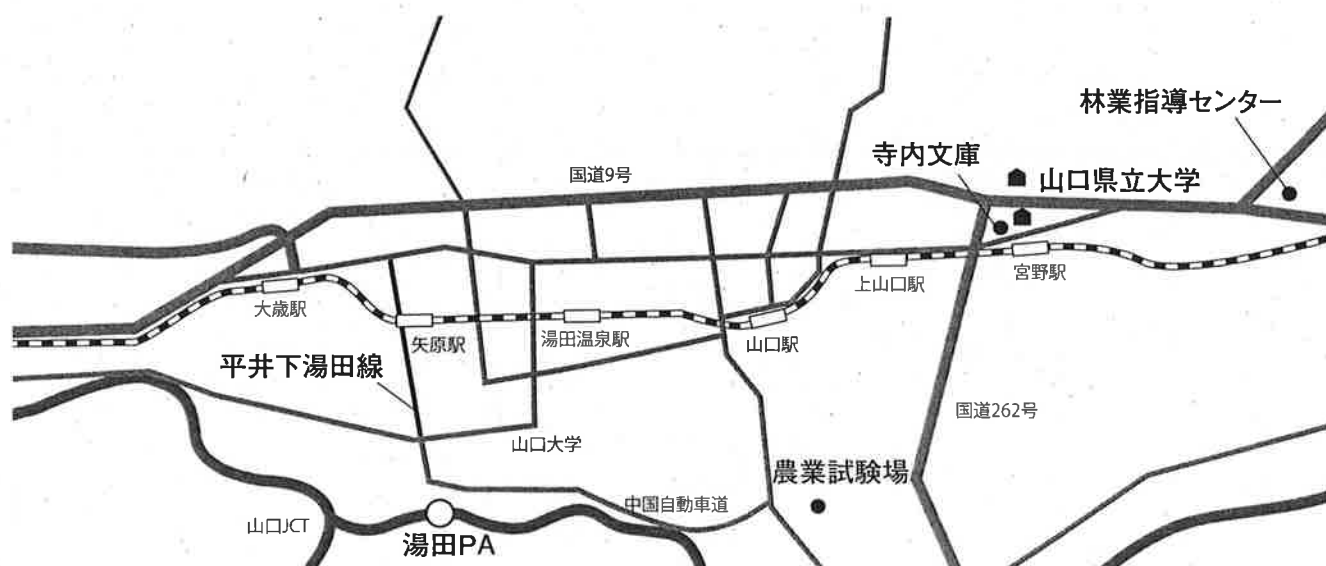 林業指導センター
寺内文庫
国道9号
山口県立大学
大歳駅
矢原駅
湯田温泉駅
山口駅
上山口駅
宮野駅
平井下湯田線
国道262号
山口大学
農業試験場
中国自動車道
山口JCT
湯田PA